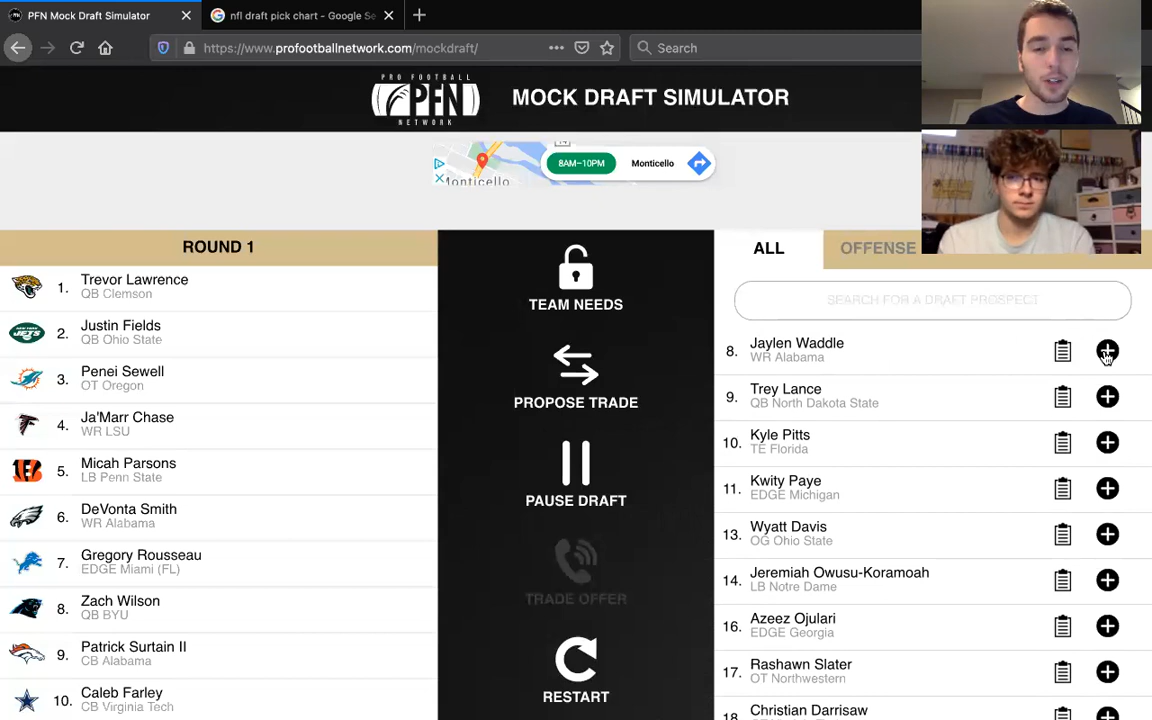 PFN Mock Draft Simulator
nfl draft pick chart - Google Se
https://www.profootballnetwork.com/mockdraft/
Search
PRO FOOTBALL
PFN
NETWORK
MOCK DRAFT SIMULATOR
Monticello
8AM–10PM
Monticello
ROUND 1
1. Trevor Lawrence
QB Clemson
2. Justin Fields
QB Ohio State
3. Penei Sewell
OT Oregon
4. Ja'Marr Chase
WR LSU
5. Micah Parsons
LB Penn State
6. DeVonta Smith
WR Alabama
7. Gregory Rousseau
EDGE Miami (FL)
8. Zach Wilson
QB BYU
9. Patrick Surtain II
CB Alabama
10. Caleb Farley
CB Virginia Tech
TEAM NEEDS
PROPOSE TRADE
PAUSE DRAFT
TRADE OFFER
RESTART
ALL
OFFENSE
SEARCH FOR A DRAFT PROSPECT
8. Jaylen Waddle
WR Alabama
9. Trey Lance
QB North Dakota State
10. Kyle Pitts
TE Florida
11. Kwity Paye
EDGE Michigan
13. Wyatt Davis
OG Ohio State
14. Jeremiah Owusu-Koramoah
LB Notre Dame
16. Azeez Ojulari
EDGE Georgia
17. Rashawn Slater
OT Northwestern
18. Christian Darrisaw